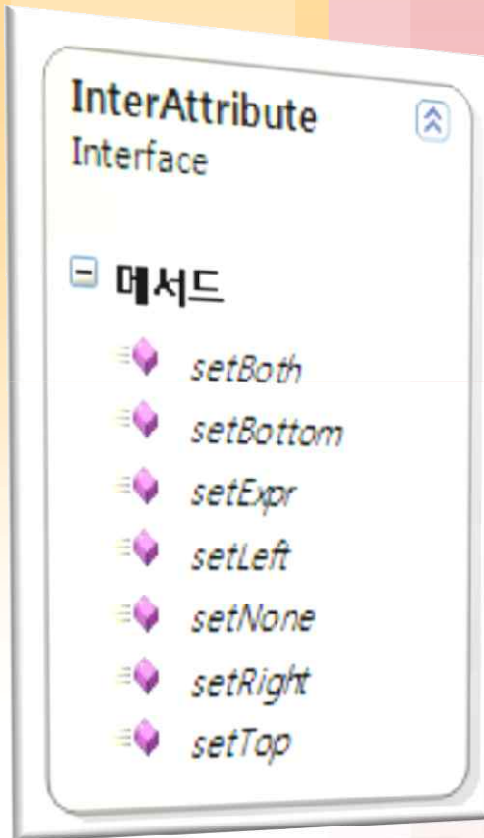 InterAttribute
Interface
메서드
setBoth
setBottom
setExpr
setLeft
setNone
setRight
setTop